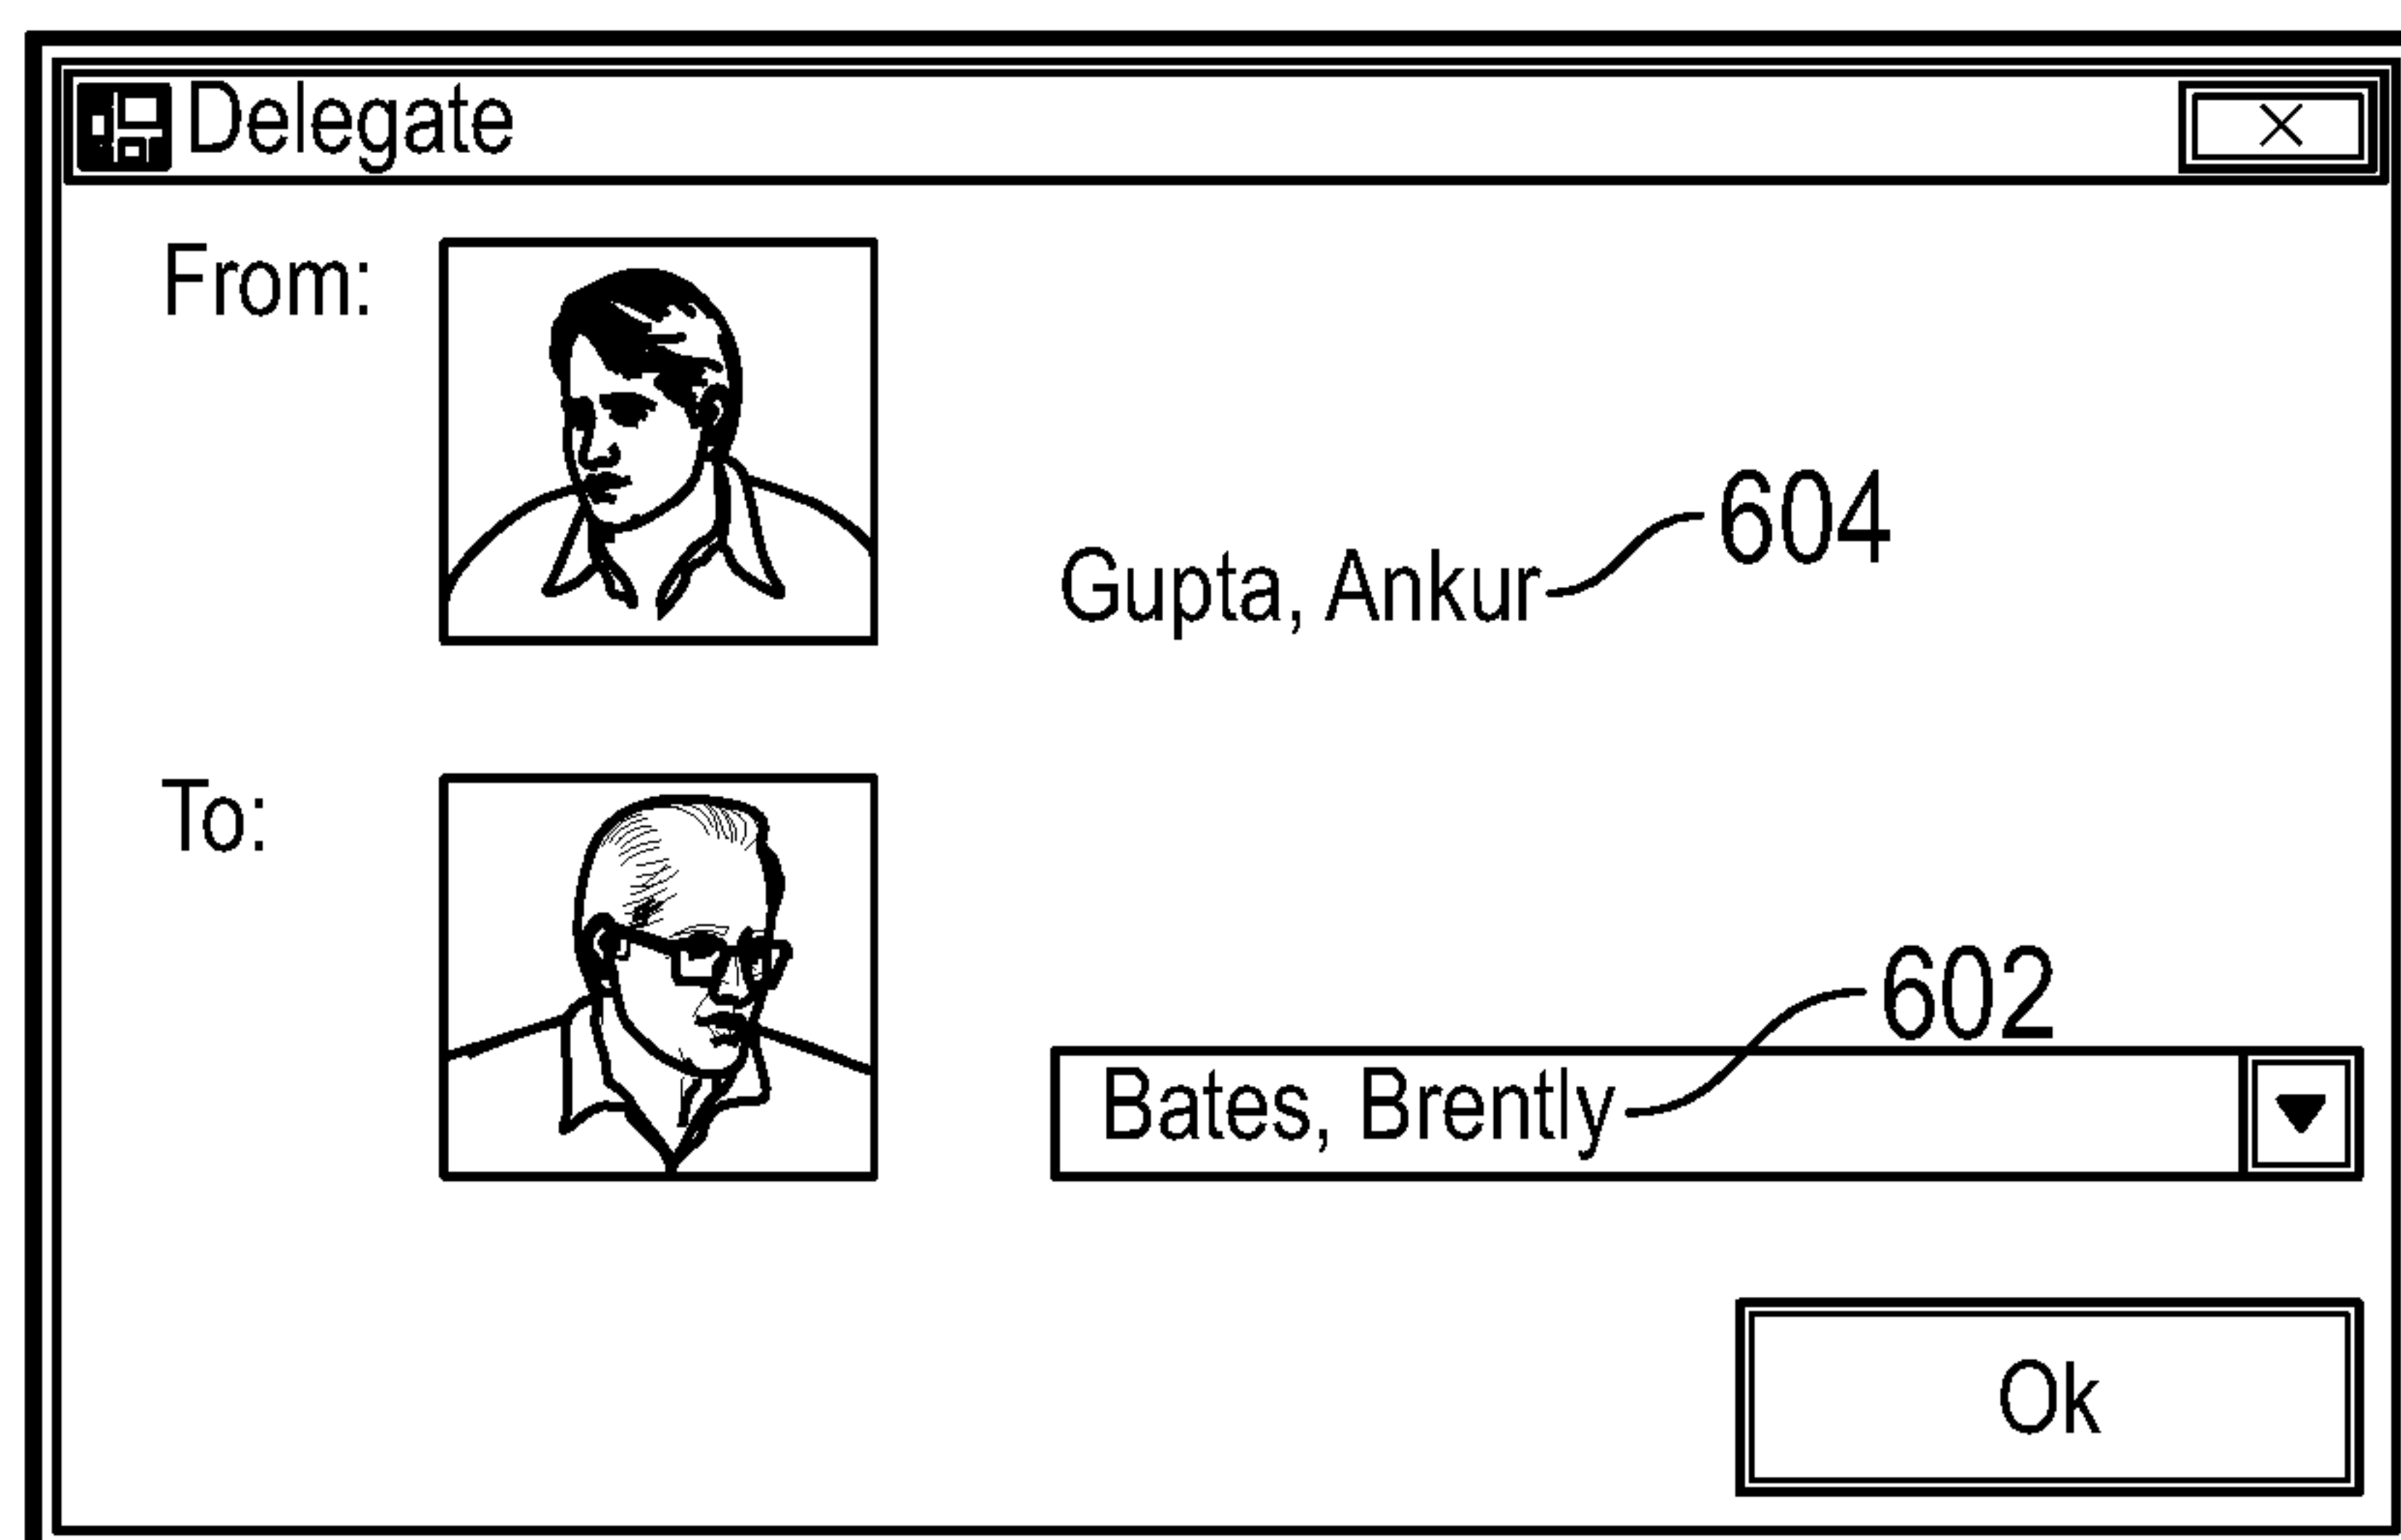 Delegate
From:
604
Gupta, Ankur
To:
602
Bates, Brently
Ok